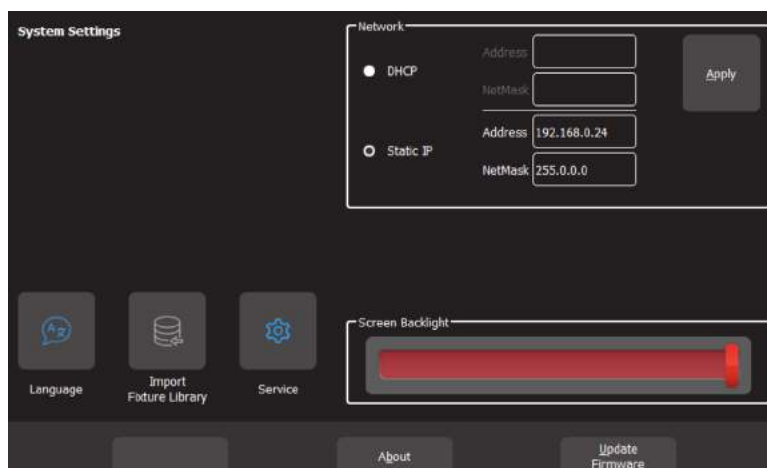 System Settings
Network
DHCP
Address
NetMask
Apply
Static IP
Address 192.168.0.24
NetMask 255.0.0.0
Language
Import
Fixture Library
Service
Screen Backlight
About
Update
Firmware